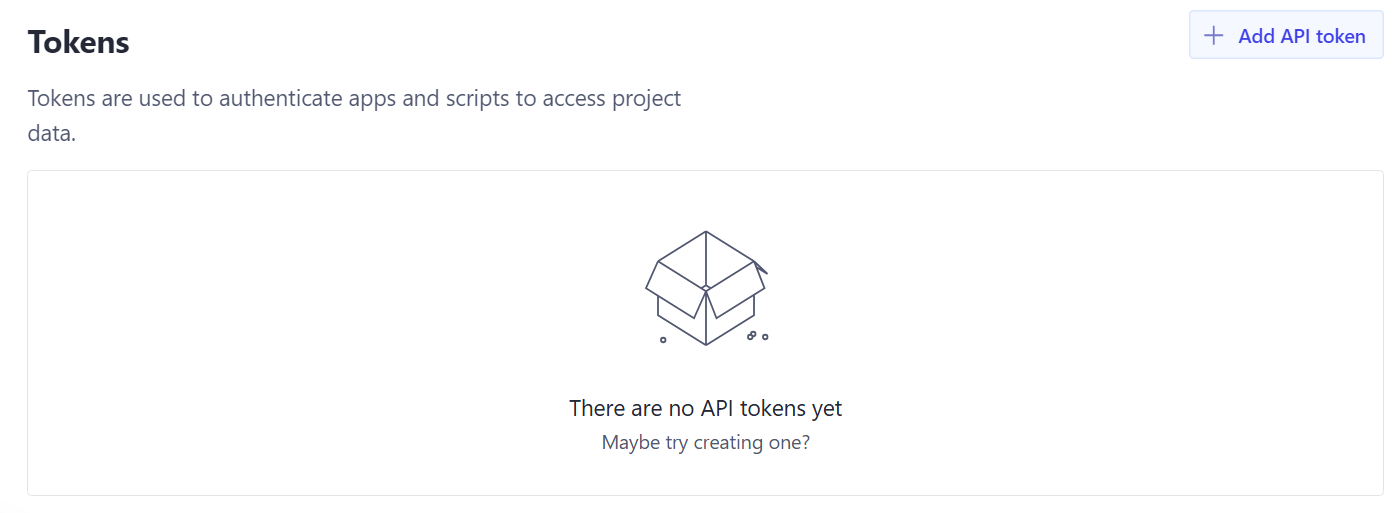 Tokens
Add API token
Tokens are used to authenticate apps and scripts to access project
data.
There are no API tokens yet
Maybe try creating one?